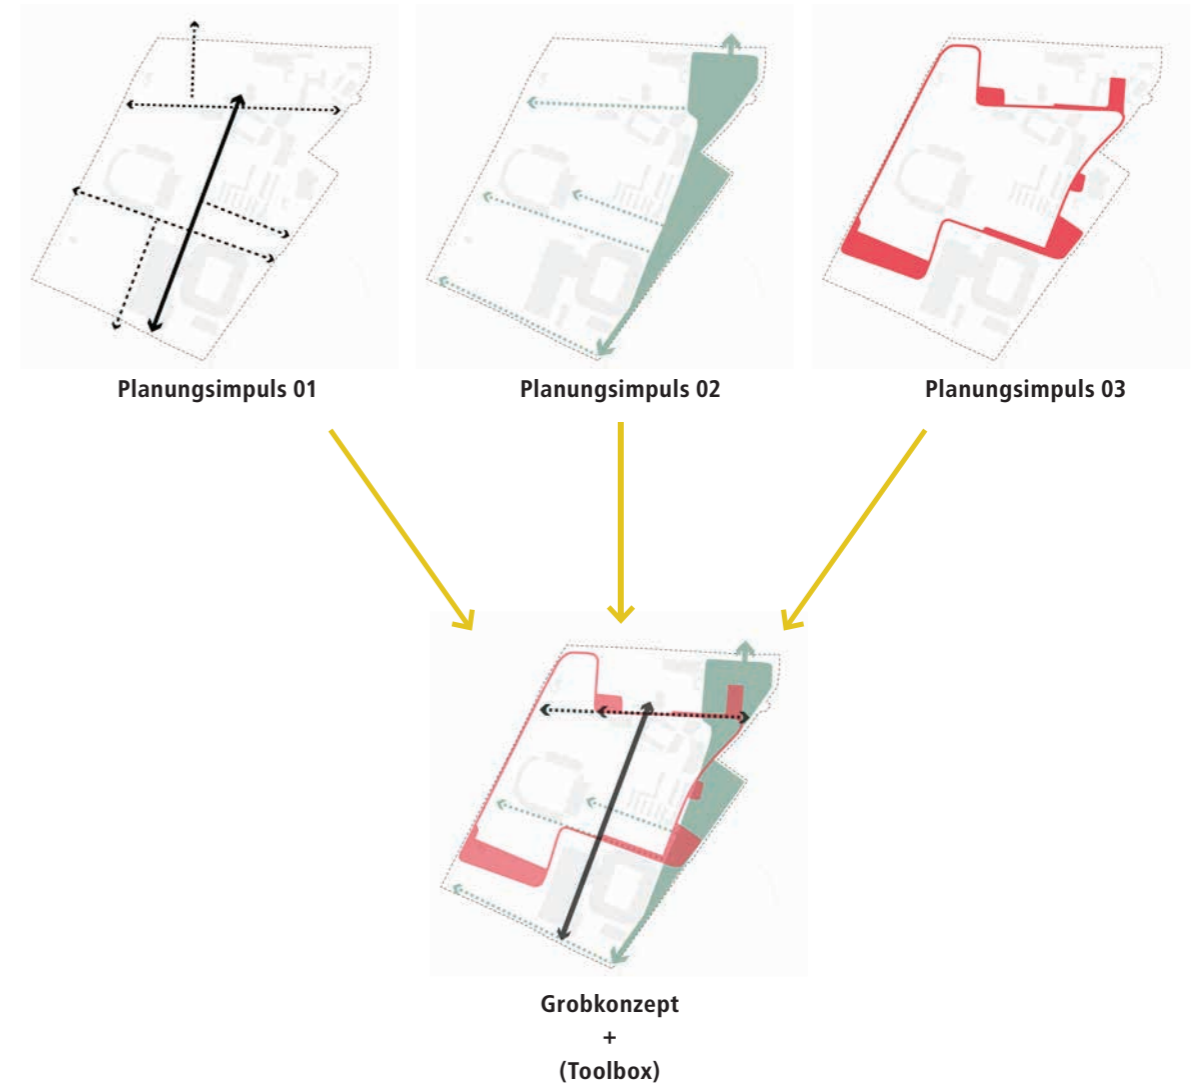 Planungsimpuls 01
Planungsimpuls 02
Planungsimpuls 03
Grobkonzept
+
(Toolbox)